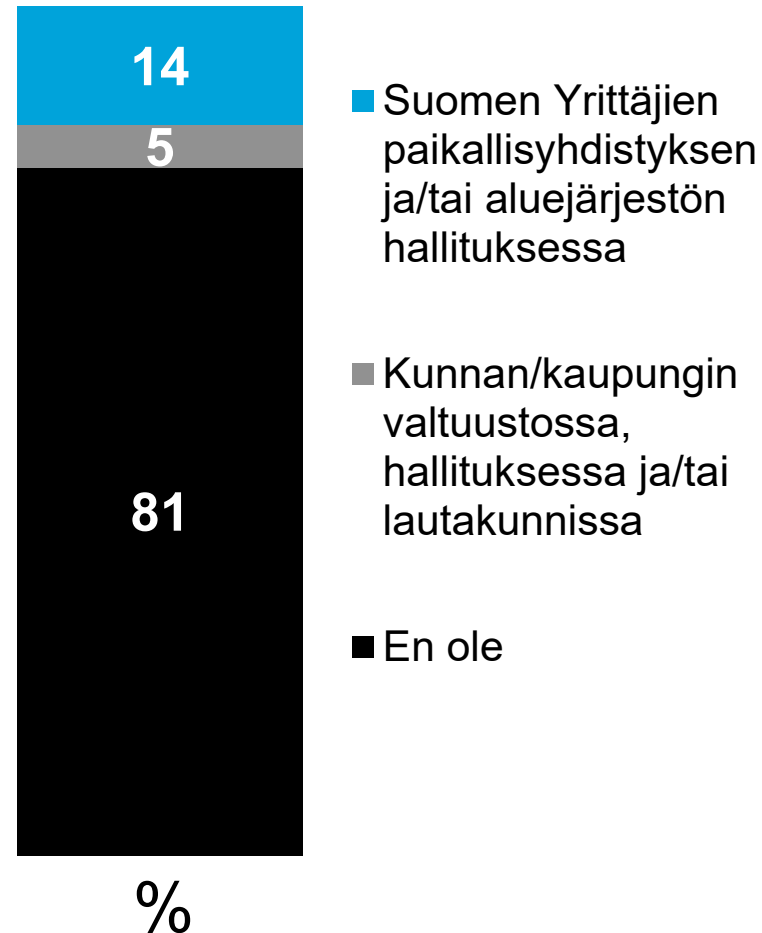 14
5
81
%
Suomen Yrittäjien
paikallisyhdistyksen
ja/tai aluejärjestön
hallituksessa
Kunnan/kaupungin
valtuustossa,
hallituksessa ja/tai
lautakunnissa
En ole